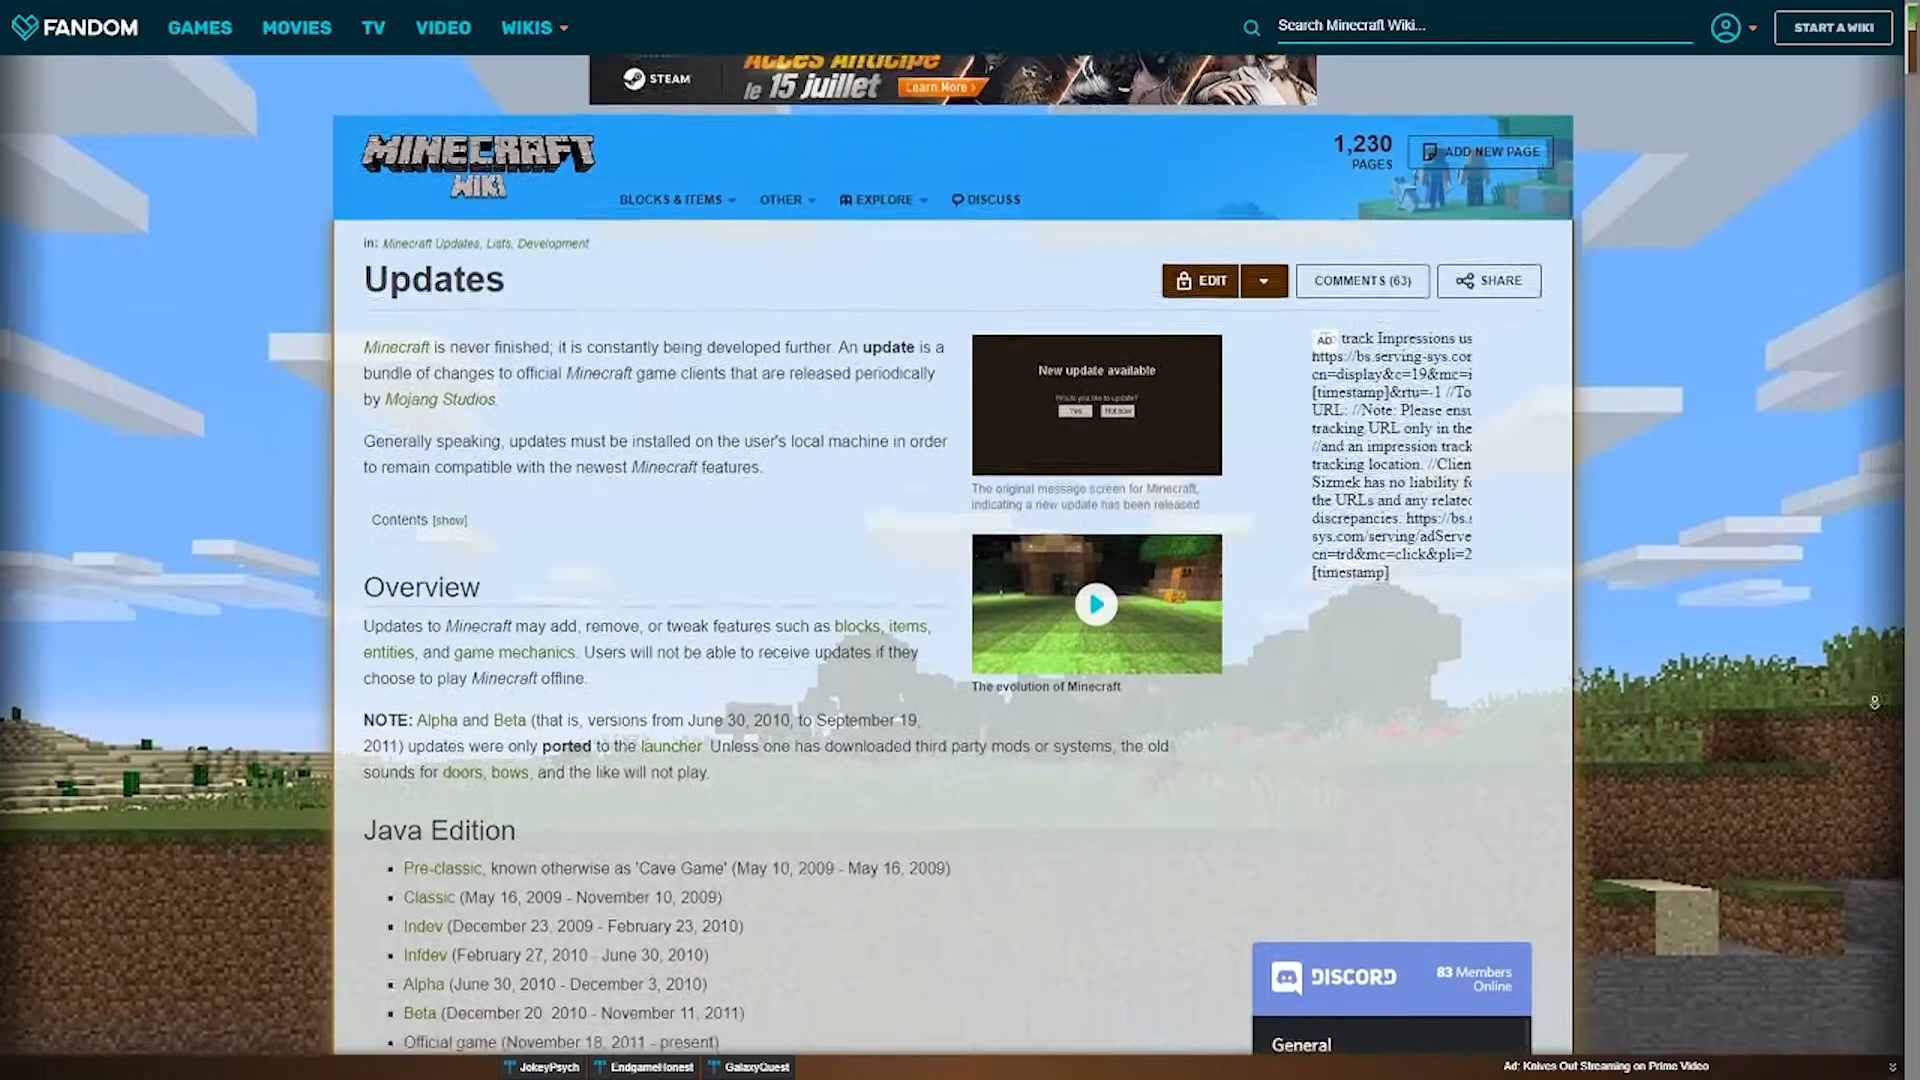 FANDOM GAMES MOVIES TV VIDEO WIKIS Search Minecraft Wiki... START A WIKI
STEAM ACCÈS ANTICIPÉ
le 15 juillet Learn More >
MINECRAFT
WIKI
1,230
PAGES
ADD NEW PAGE
BLOCKS & ITEMS OTHER EXPLORE DISCUSS
in: Minecraft Updates, Lists, Development
Updates
EDIT COMMENTS (63) SHARE
Minecraft is never finished; it is constantly being developed further. An update is a
bundle of changes to official Minecraft game clients that are released periodically
by Mojang Studios.
Generally speaking, updates must be installed on the user's local machine in order
to remain compatible with the newest Minecraft features.
Contents [show]
New update available
Would you like to update?
Yes Not now
The original message screen for Minecraft,
indicating a new update has been released
The evolution of Minecraft
AD track Impressions us
https://bs.serving-sys.cor
cn=display&c=19&mc=i
[timestamp]&rtu=-1 //To
URL: //Note: Please ensu
tracking URL only in the
//and an impression track
tracking location. //Clien
Sizmek has no liability fo
the URLs and any related
discrepancies. https://bs.s
sys.com/serving/adServe
cn=trd&mc=click&pli=2
[timestamp]
Overview
Updates to Minecraft may add, remove, or tweak features such as blocks, items,
entities, and game mechanics. Users will not be able to receive updates if they
choose to play Minecraft offline.
NOTE: Alpha and Beta (that is, versions from June 30, 2010, to September 19,
2011) updates were only ported to the launcher. Unless one has downloaded third party mods or systems, the old
sounds for doors, bows, and the like will not play.
Java Edition
Pre-classic, known otherwise as 'Cave Game' (May 10, 2009 - May 16, 2009)
Classic (May 16, 2009 - November 10, 2009)
Indev (December 23, 2009 - February 23, 2010)
Infdev (February 27, 2010 - June 30, 2010)
Alpha (June 30, 2010 - December 3, 2010)
Beta (December 20, 2010 - November 11, 2011)
Official game (November 18, 2011 - present)
DISCORD 83 Members
Online
General
JokeyPsych EndgameHonest GalaxyQuest Ad: Knives Out Streaming on Prime Video